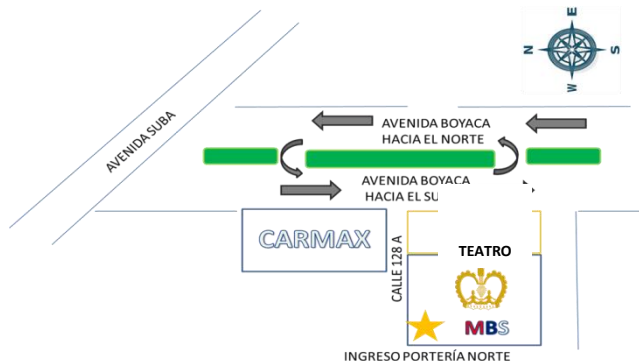 E
N
S
W
AVENIDA SUBA
AVENIDA BOYACA
HACIA EL NORTE
AVENIDA BOYACA
HACIA EL SU
CARMAX
CALLE 128 A
TEATRO
MBS
INGRESO PORTERÍA NORTE